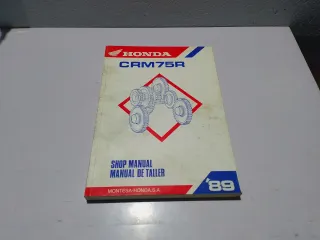 HONDA
CRM75R
SHOP MANUAL
MANUAL DE TALLER
MONTESA HONDA, S.A.
'89